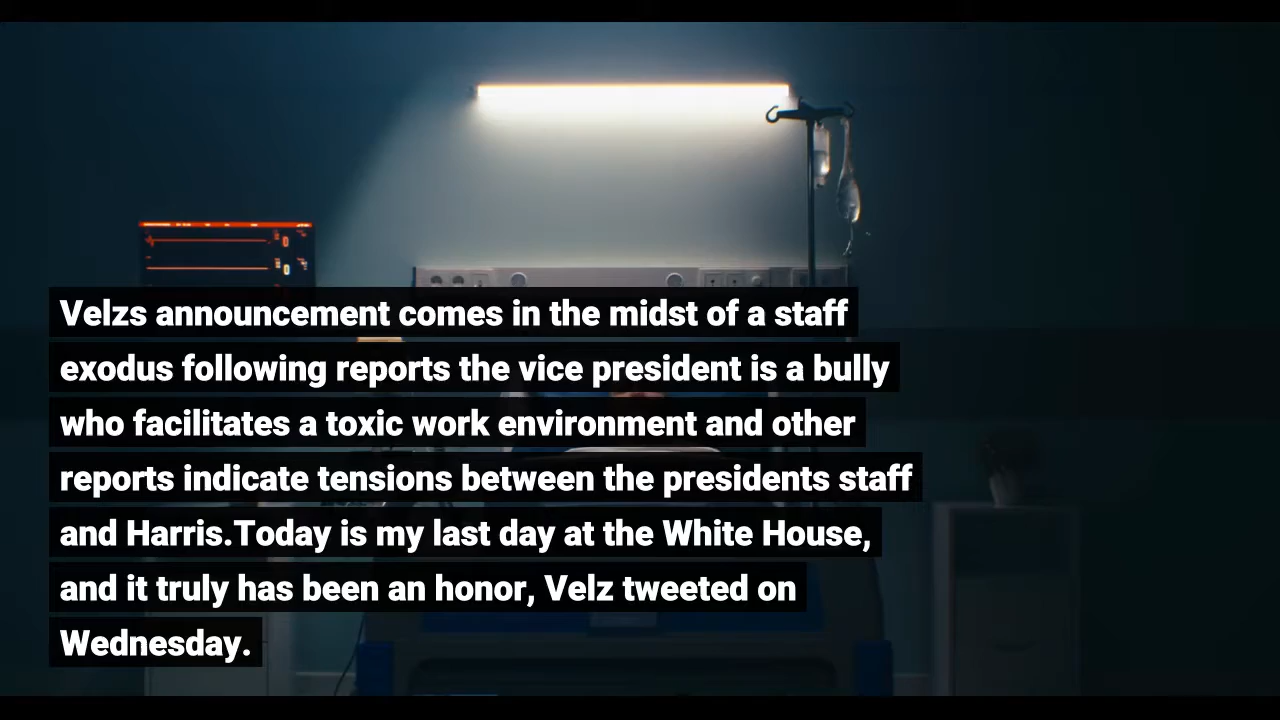 Velzs announcement comes in the midst of a staff
exodus following reports the vice president is a bully
who facilitates a toxic work environment and other
reports indicate tensions between the presidents staff
and Harris.Today is my last day at the White House,
and it truly has been an honor, Velz tweeted on
Wednesday.